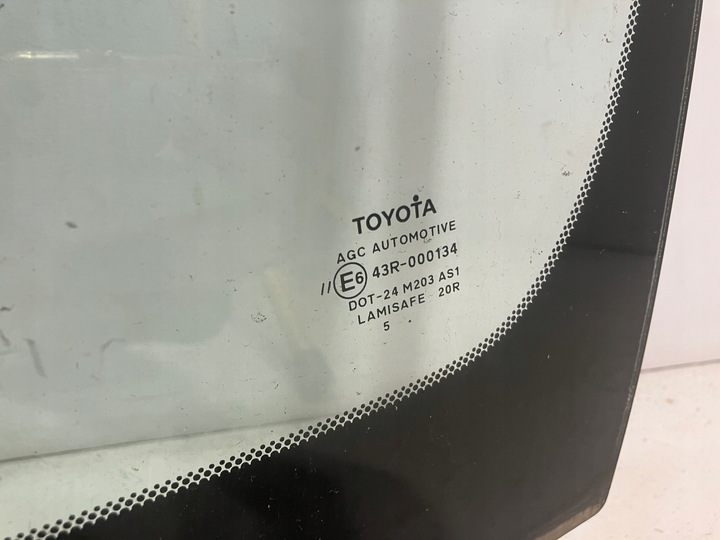 TOYOTA
AGC AUTOMOTIVE
// E6 43R-000134
DOT-24 M203 AS1
LAMISAFE 20R
5